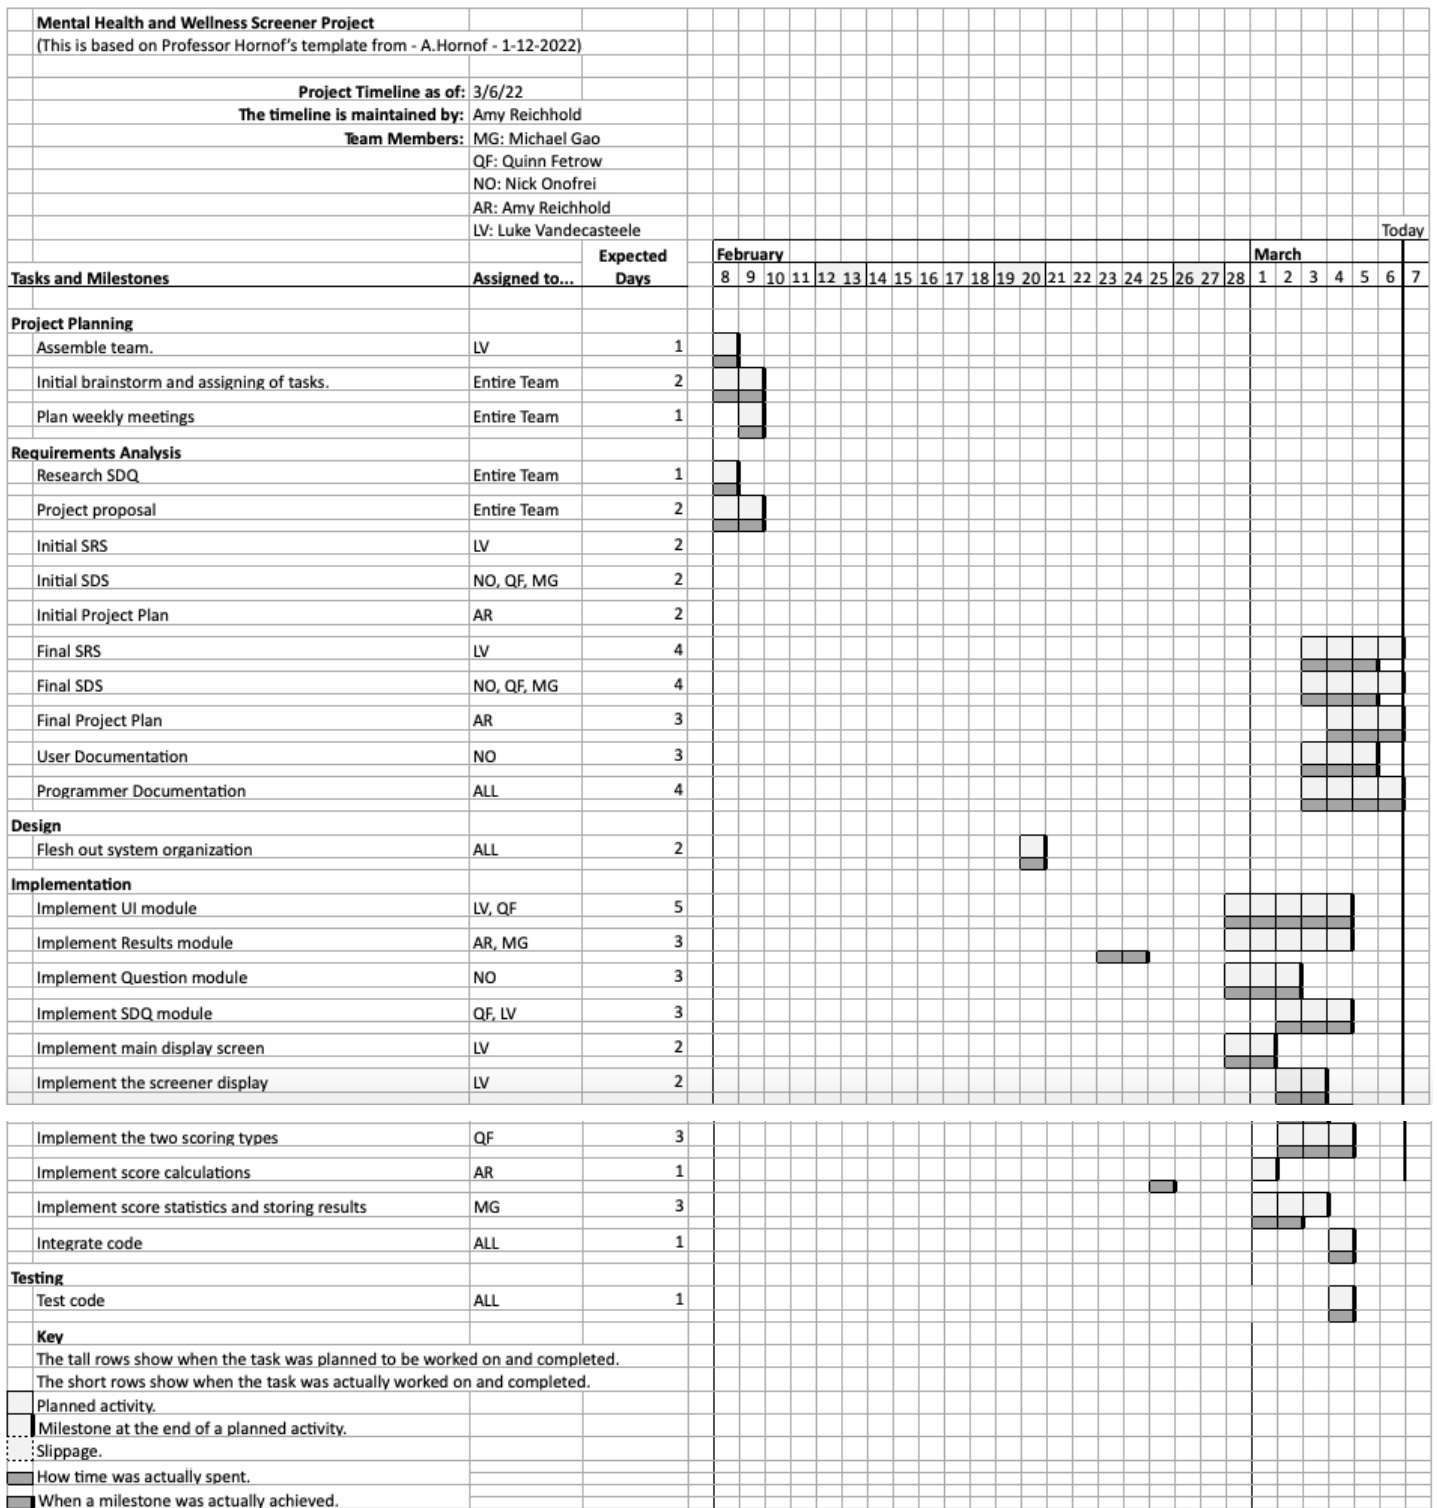 Mental Health and Wellness Screener Project
(This is based on Professor Hornof's template from - A.Hornof - 1-12-2022)
Project Timeline as of: 3/6/22
The timeline is maintained by: Amy Reichhold
Team Members: MG: Michael Gao
QF: Quinn Fetrow
NO: Nick Onofrei
AR: Amy Reichhold
LV: Luke Vandecasteele
Today
Expected February March
Tasks and Milestones Assigned to... Days 8 9 10 11 12 13 14 15 16 17 18 19 20 21 22 23 24 25 26 27 28 1 2 3 4 5 6 7
Project Planning
Assemble team. LV 1
Initial brainstorm and assigning of tasks. Entire Team 2
Plan weekly meetings Entire Team 1
Requirements Analysis
Research SDQ Entire Team 1
Project proposal Entire Team 2
Initial SRS LV 2
Initial SDS NO, QF, MG 2
Initial Project Plan AR 2
Final SRS LV 4
Final SDS NO, QF, MG 4
Final Project Plan AR 3
User Documentation NO 3
Programmer Documentation ALL 4
Design
Flesh out system organization ALL 2
Implementation
Implement UI module LV, QF 5
Implement Results module AR, MG 3
Implement Question module NO 3
Implement SDQ module QF, LV 3
Implement main display screen LV 2
Implement the screener display LV 2
Implement the two scoring types QF 3
Implement score calculations AR 1
Implement score statistics and storing results MG 3
Integrate code ALL 1
Testing
Test code ALL 1
Key
The tall rows show when the task was planned to be worked on and completed.
The short rows show when the task was actually worked on and completed.
Planned activity.
Milestone at the end of a planned activity.
Slippage.
How time was actually spent.
When a milestone was actually achieved.